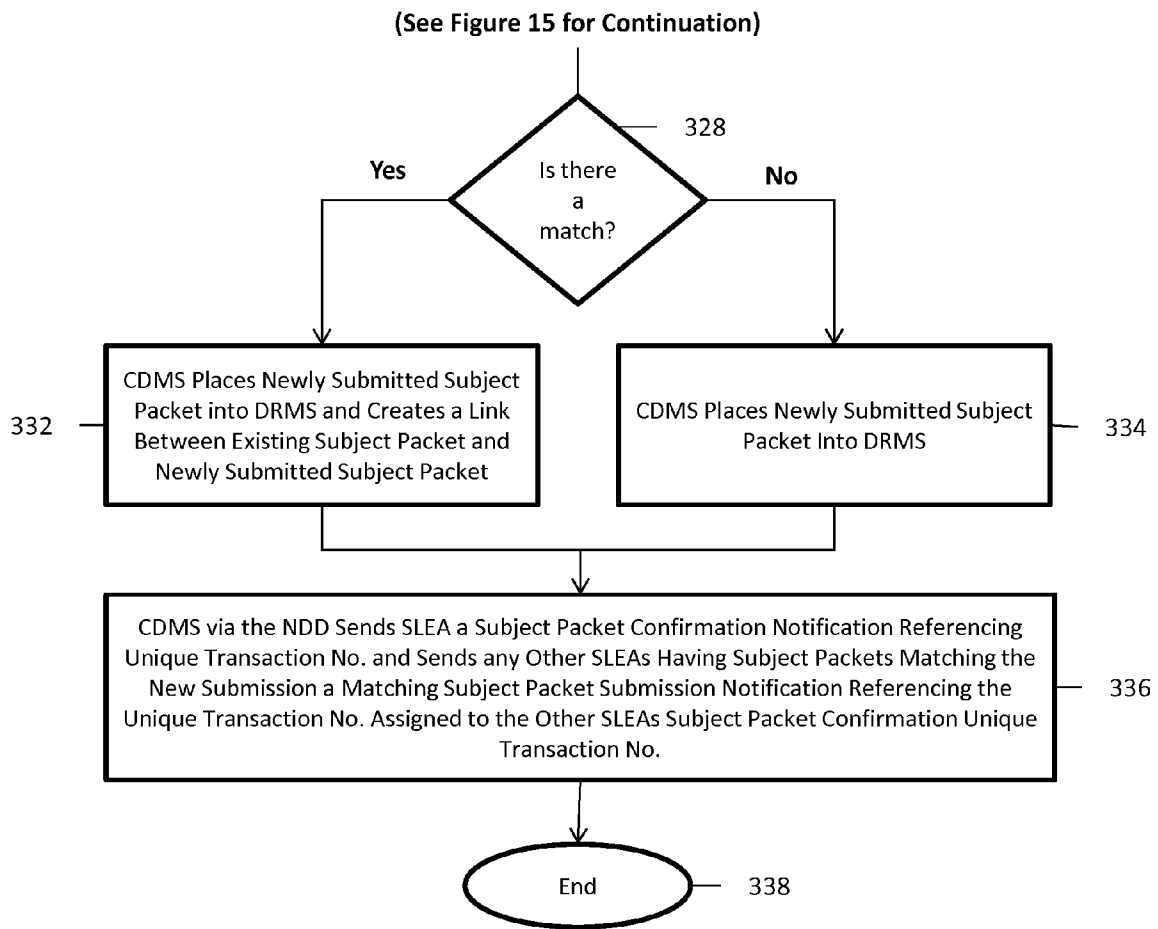 (See Figure 15 for Continuation)
328
Is there
a
match?
Yes
No
CDMS Places Newly Submitted Subject
Packet into DRMS and Creates a Link
Between Existing Subject Packet and
Newly Submitted Subject Packet
332
CDMS Places Newly Submitted Subject
Packet Into DRMS
334
CDMS via the NDD Sends SLEA a Subject Packet Confirmation Notification Referencing
Unique Transaction No. and Sends any Other SLEAs Having Subject Packets Matching the
New Submission a Matching Subject Packet Submission Notification Referencing the
Unique Transaction No. Assigned to the Other SLEAs Subject Packet Confirmation Unique
Transaction No.
336
End
338